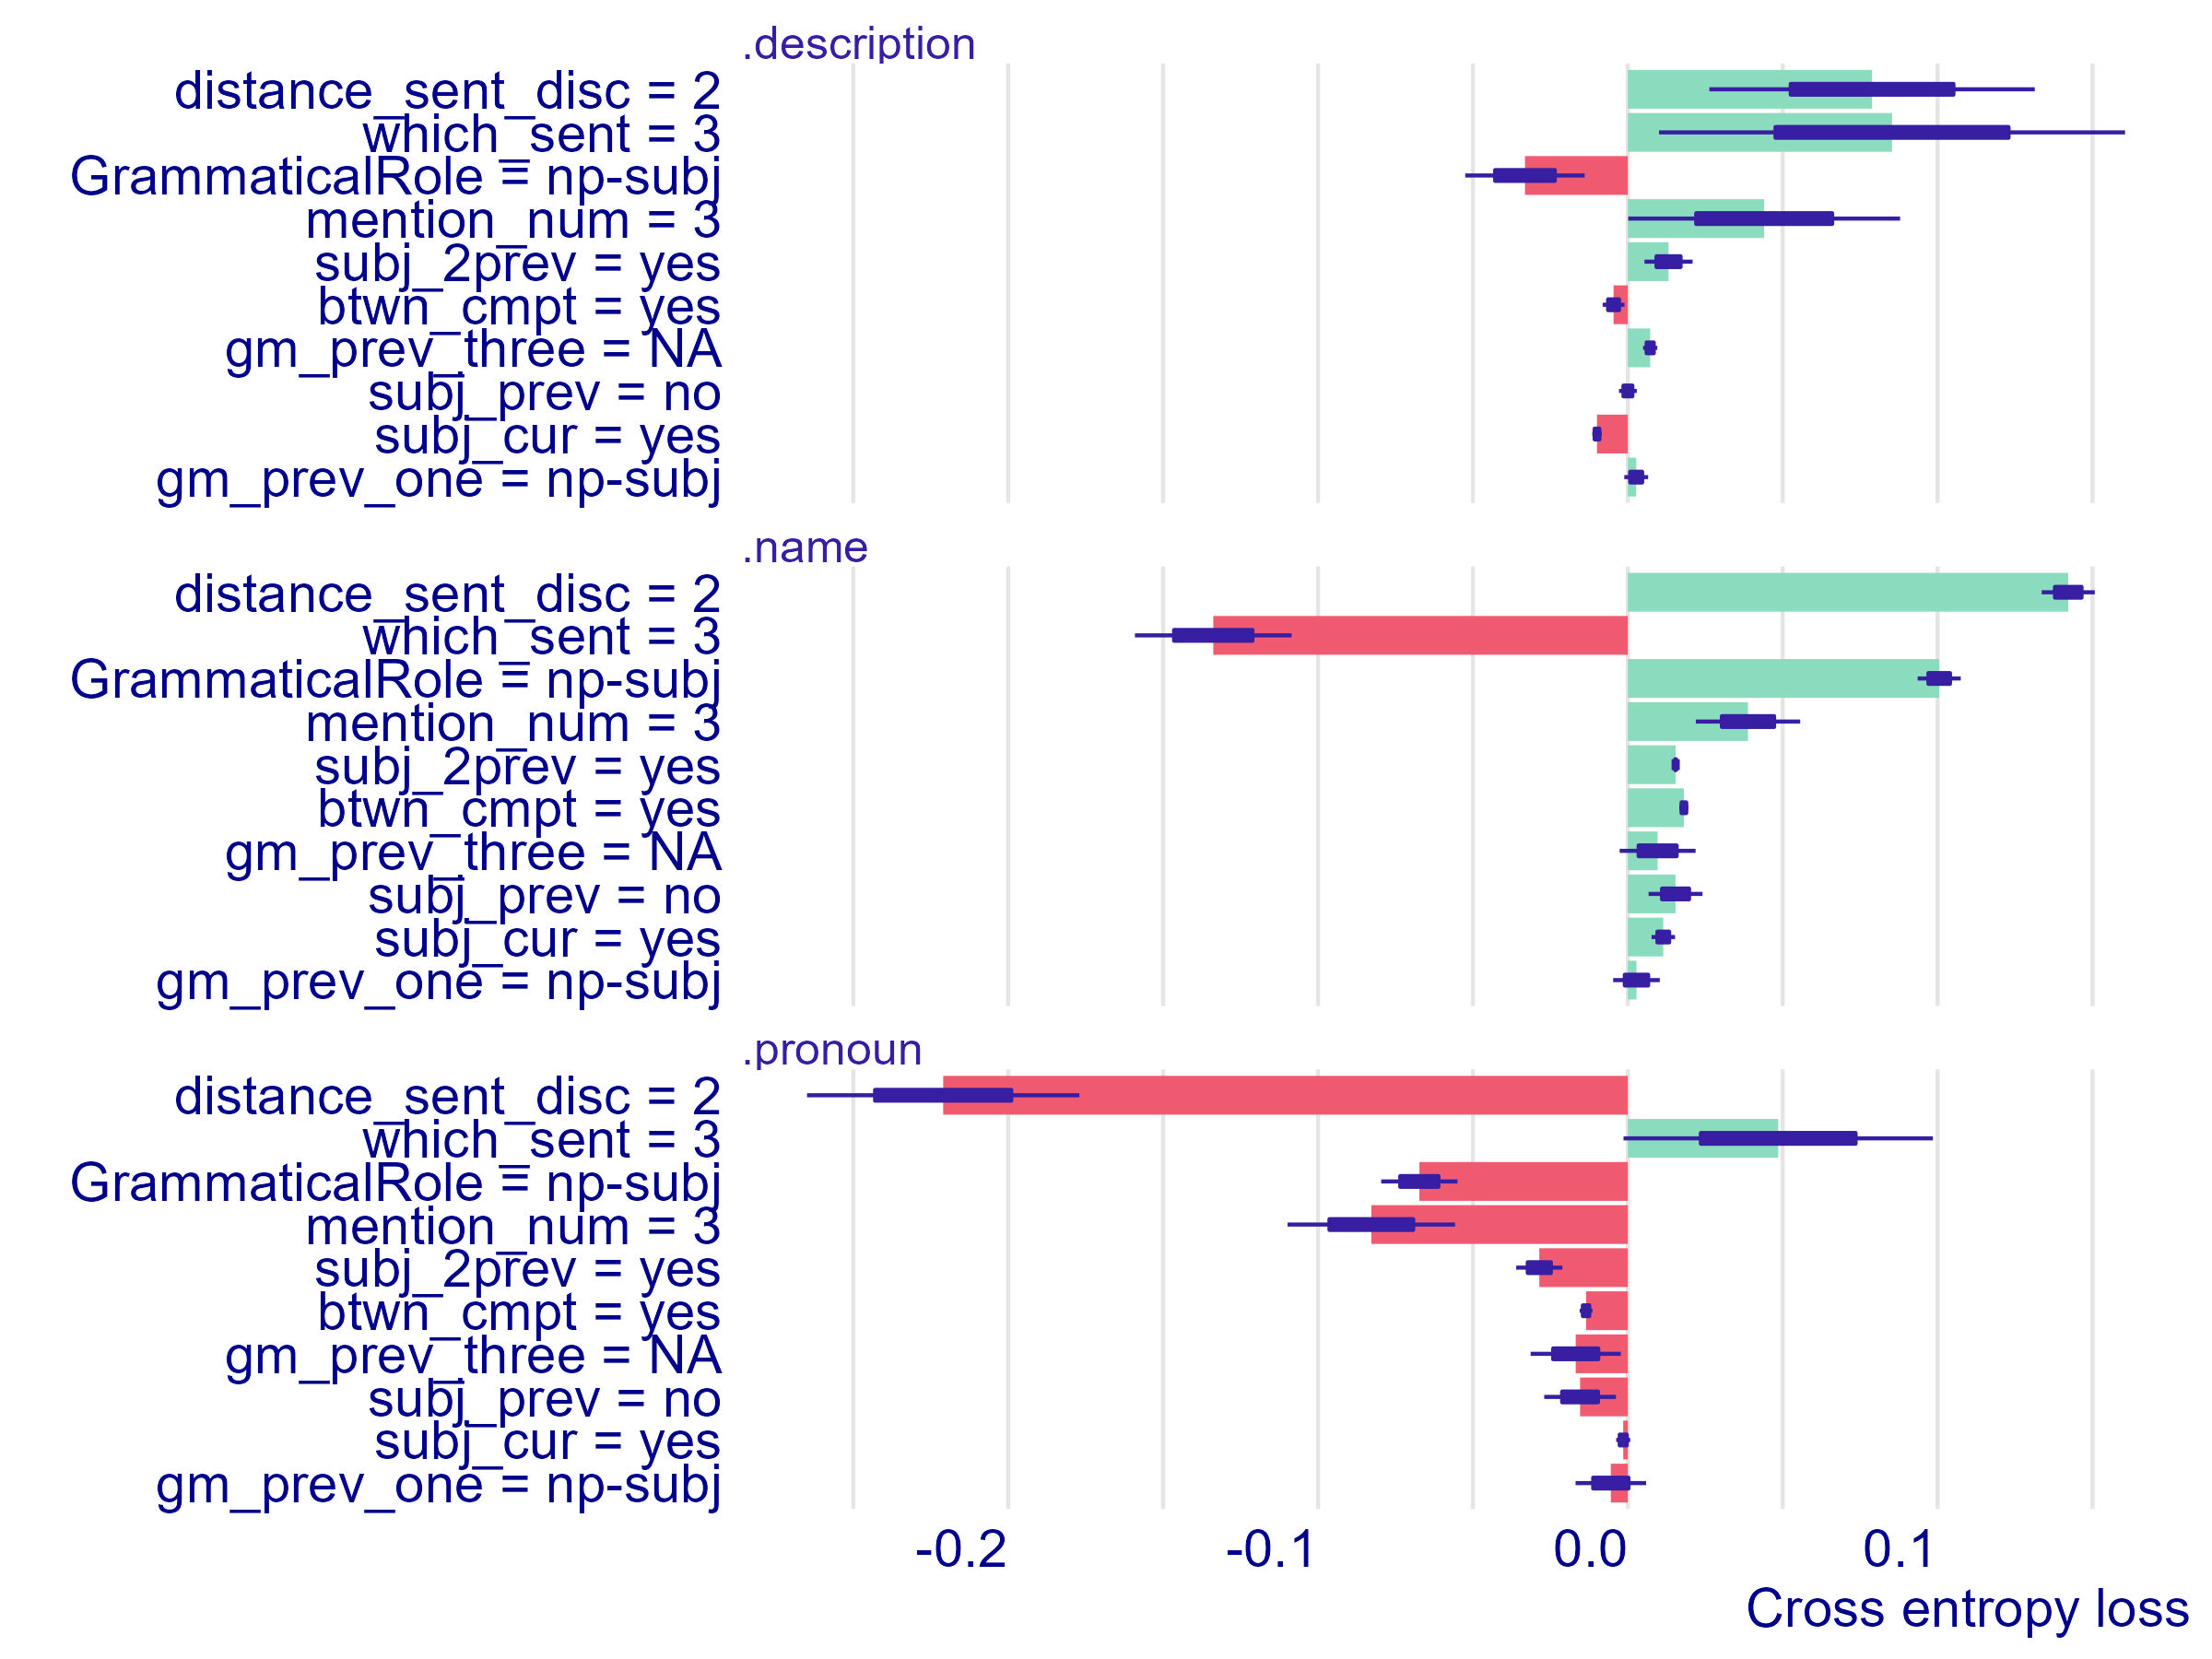 .description
distance_sent_disc = 2
which_sent = 3
GrammaticalRole = np-subj
mention_num = 3
subj_2prev = yes
btwn_cmpt = yes
gm_prev_three = NA
subj_prev = no
subj_cur = yes
gm_prev_one = np-subj
.name
distance_sent_disc = 2
which_sent = 3
GrammaticalRole = np-subj
mention_num = 3
subj_2prev = yes
btwn_cmpt = yes
gm_prev_three = NA
subj_prev = no
subj_cur = yes
gm_prev_one = np-subj
.pronoun
distance_sent_disc = 2
which_sent = 3
GrammaticalRole = np-subj
mention_num = 3
subj_2prev = yes
btwn_cmpt = yes
gm_prev_three = NA
subj_prev = no
subj_cur = yes
gm_prev_one = np-subj
-0.2 -0.1 0.0 0.1
Cross entropy loss